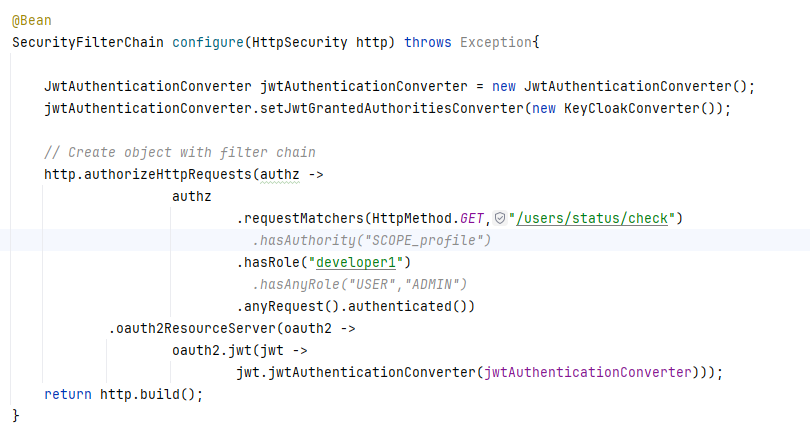 @Bean
SecurityFilterChain configure(HttpSecurity http) throws Exception{
JwtAuthenticationConverter jwtAuthenticationConverter = new JwtAuthenticationConverter();
jwtAuthenticationConverter.setJwtGrantedAuthoritiesConverter(new KeyCloakConverter());
// Create object with filter chain
http.authorizeHttpRequests(authz ->
authz
.requestMatchers(HttpMethod.GET,"/users/status/check")
.hasAuthority("SCOPE_profile")
.hasRole("developer1")
.hasAnyRole("USER","ADMIN")
.anyRequest().authenticated())
.oauth2ResourceServer(oauth2 ->
oauth2.jwt(jwt ->
jwt.jwtAuthenticationConverter(jwtAuthenticationConverter)));
return http.build();
}